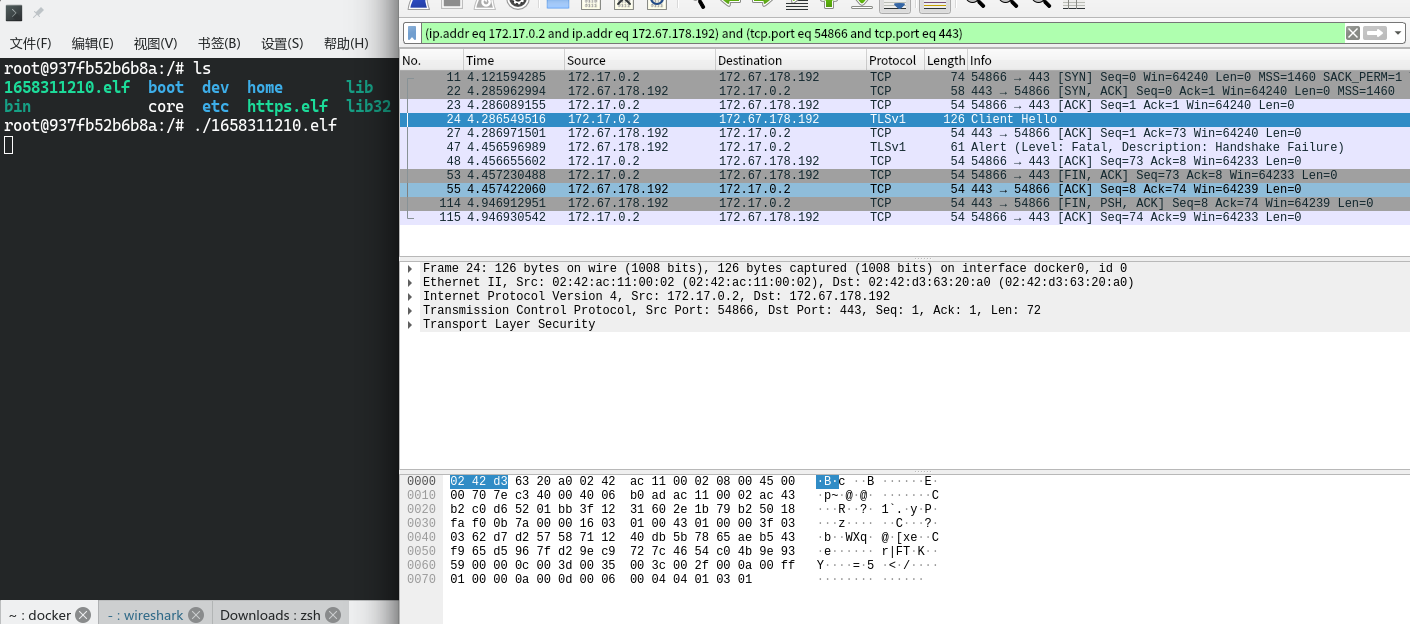 文件(F) 编辑(E) 视图(V) 书签(B) 设置(S) 帮助(H)
root@937fb52b6b8a:/# ls
1658311210.elf boot dev home lib
bin core etc https.elf lib32
root@937fb52b6b8a:/# ./1658311210.elf
~ : docker
- : wireshark
Downloads : zsh
(ip.addr eq 172.17.0.2 and ip.addr eq 172.67.178.192) and (tcp.port eq 54866 and tcp.port eq 443)
No. Time Source Destination Protocol Length Info
11 4.121594285 172.17.0.2 172.67.178.192 TCP 74 54866 → 443 [SYN] Seq=0 Win=64240 Len=0 MSS=1460 SACK_PERM=1
22 4.285962994 172.67.178.192 172.17.0.2 TCP 58 443 → 54866 [SYN, ACK] Seq=0 Ack=1 Win=64240 Len=0 MSS=1460
23 4.286089155 172.17.0.2 172.67.178.192 TCP 54 54866 → 443 [ACK] Seq=1 Ack=1 Win=64240 Len=0
24 4.286549516 172.17.0.2 172.67.178.192 TLSv1 126 Client Hello
27 4.286971501 172.67.178.192 172.17.0.2 TCP 54 443 → 54866 [ACK] Seq=1 Ack=73 Win=64240 Len=0
47 4.456596989 172.67.178.192 172.17.0.2 TLSv1 61 Alert (Level: Fatal, Description: Handshake Failure)
48 4.456655602 172.17.0.2 172.67.178.192 TCP 54 54866 → 443 [ACK] Seq=73 Ack=8 Win=64233 Len=0
53 4.457230488 172.17.0.2 172.67.178.192 TCP 54 54866 → 443 [FIN, ACK] Seq=73 Ack=8 Win=64233 Len=0
55 4.457422060 172.67.178.192 172.17.0.2 TCP 54 443 → 54866 [ACK] Seq=8 Ack=74 Win=64239 Len=0
114 4.946912951 172.67.178.192 172.17.0.2 TCP 54 443 → 54866 [FIN, PSH, ACK] Seq=8 Ack=74 Win=64239 Len=0
115 4.946930542 172.17.0.2 172.67.178.192 TCP 54 54866 → 443 [ACK] Seq=74 Ack=9 Win=64233 Len=0
Frame 24: 126 bytes on wire (1008 bits), 126 bytes captured (1008 bits) on interface docker0, id 0
Ethernet II, Src: 02:42:ac:11:00:02 (02:42:ac:11:00:02), Dst: 02:42:d3:63:20:a0 (02:42:d3:63:20:a0)
Internet Protocol Version 4, Src: 172.17.0.2, Dst: 172.67.178.192
Transmission Control Protocol, Src Port: 54866, Dst Port: 443, Seq: 1, Ack: 1, Len: 72
Transport Layer Security
0000 02 42 d3 63 20 a0 02 42 ac 11 00 02 08 00 45 00 ·B·c ··B ······E·
0010 00 70 7e c3 40 00 40 06 b0 ad ac 11 00 02 ac 43 ·p~·@·@· ·······C
0020 b2 c0 d6 52 01 bb 3f 12 31 60 2e 1b 79 b2 50 18 ···R··?· 1`.·y·P·
0030 fa f0 0b 7a 00 00 16 03 01 00 43 01 00 00 3f 03 ···z···· ··C···?·
0040 03 62 d7 d2 57 58 71 12 40 db 5b 78 65 ae b5 43 ·b··WXq· @·[xe··C
0050 f9 65 d5 96 7f d2 9e c9 72 7c 46 54 c0 4b 9e 93 ·e······ r|FT·K··
0060 59 00 00 0c 00 3d 00 35 00 3c 00 2f 00 0a 00 ff Y····=·5 ·<·/····
0070 01 00 00 0a 00 0d 00 06 00 04 04 01 03 01 ········ ······